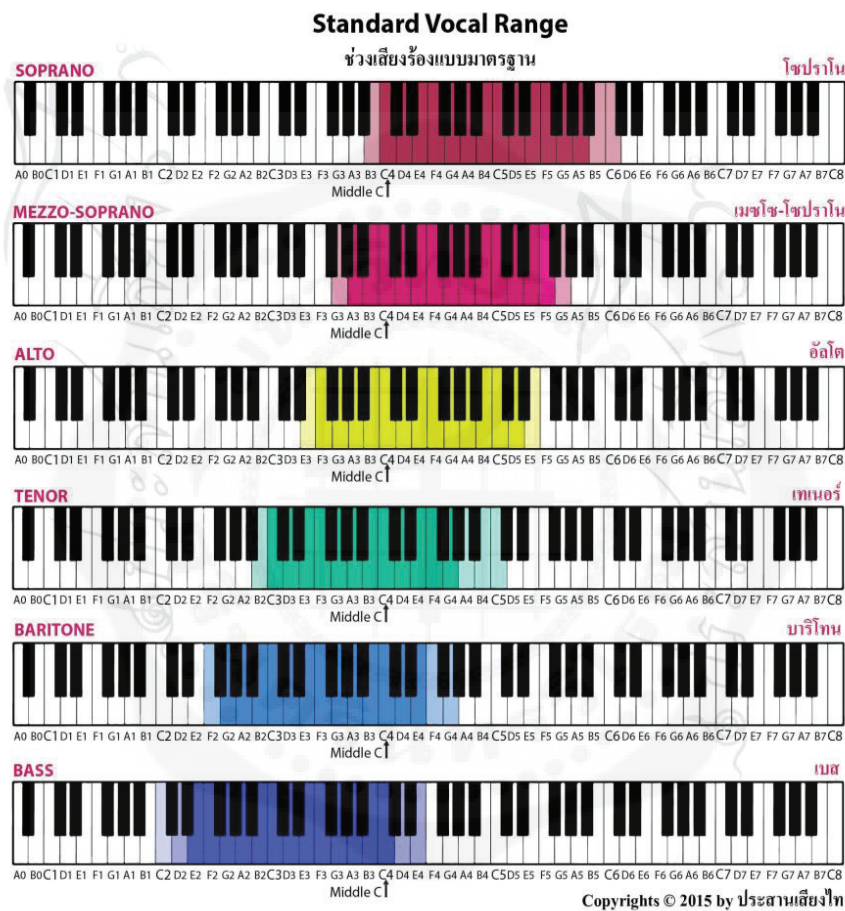 Standard Vocal Range
ช่วงเสียงร้องแบบมาตรฐาน
SOPRANO โซปราโน
A0 B0 C1 D1 E1 F1 G1 A1 B1 C2 D2 E2 F2 G2 A2 B2 C3 D3 E3 F3 G3 A3 B3 C4 D4 E4 F4 G4 A4 B4 C5 D5 E5 F5 G5 A5 B5 C6 D6 E6 F6 G6 A6 B6 C7 D7 E7 F7 G7 A7 B7 C8
Middle C
MEZZO-SOPRANO เมซโซ-โซปราโน
A0 B0 C1 D1 E1 F1 G1 A1 B1 C2 D2 E2 F2 G2 A2 B2 C3 D3 E3 F3 G3 A3 B3 C4 D4 E4 F4 G4 A4 B4 C5 D5 E5 F5 G5 A5 B5 C6 D6 E6 F6 G6 A6 B6 C7 D7 E7 F7 G7 A7 B7 C8
Middle C
ALTO อัลโต
A0 B0 C1 D1 E1 F1 G1 A1 B1 C2 D2 E2 F2 G2 A2 B2 C3 D3 E3 F3 G3 A3 B3 C4 D4 E4 F4 G4 A4 B4 C5 D5 E5 F5 G5 A5 B5 C6 D6 E6 F6 G6 A6 B6 C7 D7 E7 F7 G7 A7 B7 C8
Middle C
TENOR เทเนอร์
A0 B0 C1 D1 E1 F1 G1 A1 B1 C2 D2 E2 F2 G2 A2 B2 C3 D3 E3 F3 G3 A3 B3 C4 D4 E4 F4 G4 A4 B4 C5 D5 E5 F5 G5 A5 B5 C6 D6 E6 F6 G6 A6 B6 C7 D7 E7 F7 G7 A7 B7 C8
Middle C
BARITONE บาริโทน
A0 B0 C1 D1 E1 F1 G1 A1 B1 C2 D2 E2 F2 G2 A2 B2 C3 D3 E3 F3 G3 A3 B3 C4 D4 E4 F4 G4 A4 B4 C5 D5 E5 F5 G5 A5 B5 C6 D6 E6 F6 G6 A6 B6 C7 D7 E7 F7 G7 A7 B7 C8
Middle C
BASS เบส
A0 B0 C1 D1 E1 F1 G1 A1 B1 C2 D2 E2 F2 G2 A2 B2 C3 D3 E3 F3 G3 A3 B3 C4 D4 E4 F4 G4 A4 B4 C5 D5 E5 F5 G5 A5 B5 C6 D6 E6 F6 G6 A6 B6 C7 D7 E7 F7 G7 A7 B7 C8
Middle C
Copyrights © 2015 by ประสานเสียงไท